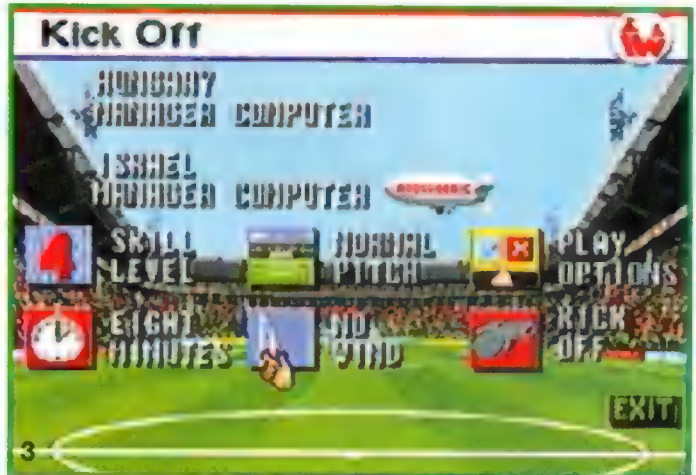 Kick Off
HUNGARY
MANAGER COMPUTER
ISRAEL
MANAGER COMPUTER
AUDIOGENIC
SKILL LEVEL
NORMAL PITCH
PLAY OPTIONS
EIGHT MINUTES
NO WIND
KICK OFF
EXIT
3